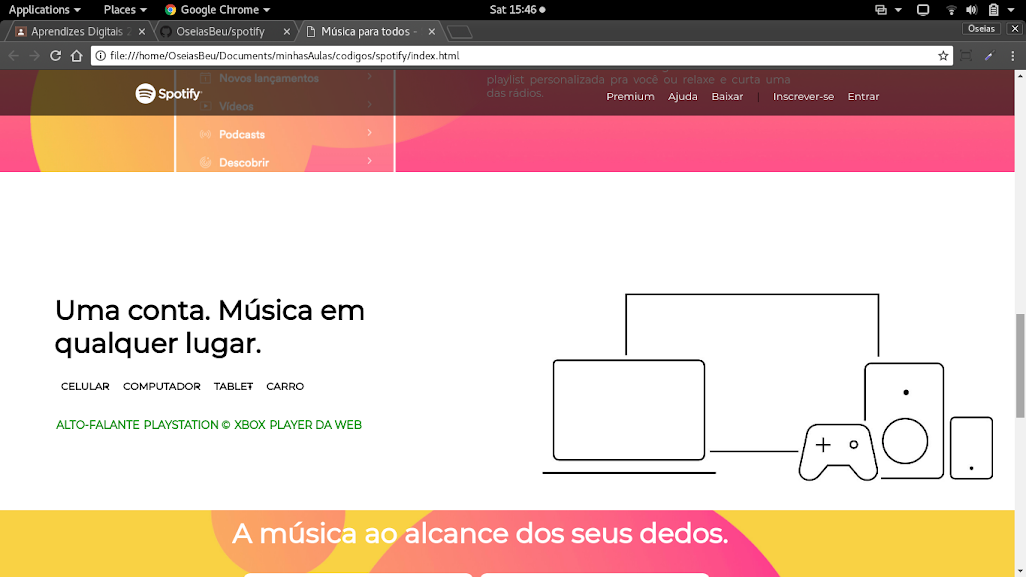 Applications Places Google Chrome Sat 15:46
Aprendizes Digitais OseiasBeu/spotify Música para todos - Oseias
file:///home/OseiasBeu/Documents/minhasAulas/codigos/spotify/index.html
Novos lançamentos
playlist personalizada pra você ou relaxe e curta uma
das rádios.
Spotify Premium Ajuda Baixar | Inscrever-se Entrar
Vídeos
Podcasts
Descobrir
Uma conta. Música em
qualquer lugar.
CELULAR COMPUTADOR TABLET CARRO
ALTO-FALANTE PLAYSTATION © XBOX PLAYER DA WEB
A música ao alcance dos seus dedos.